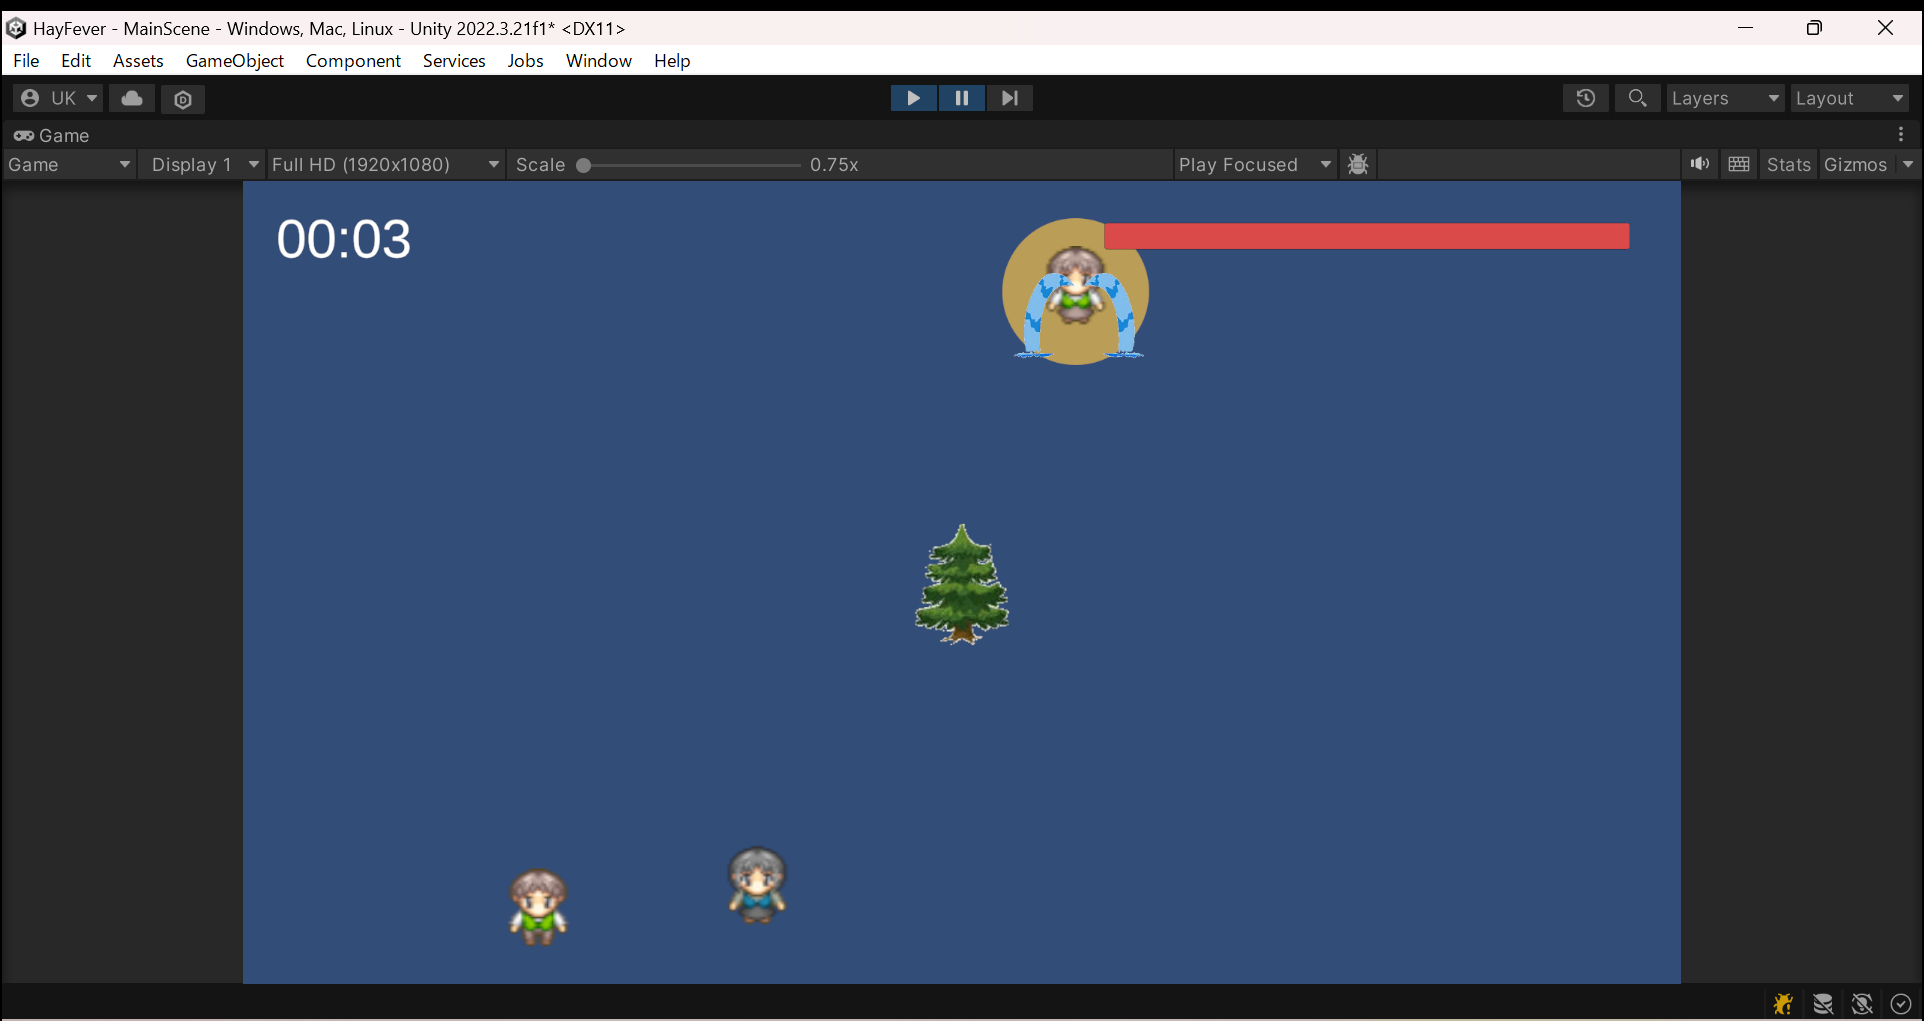 HayFever - MainScene - Windows, Mac, Linux - Unity 2022.3.21f1* <DX11>
File Edit Assets GameObject Component Services Jobs Window Help
UK Layers Layout
Game
Game Display 1 Full HD (1920x1080) Scale 0.75x Play Focused Stats Gizmos
00:03